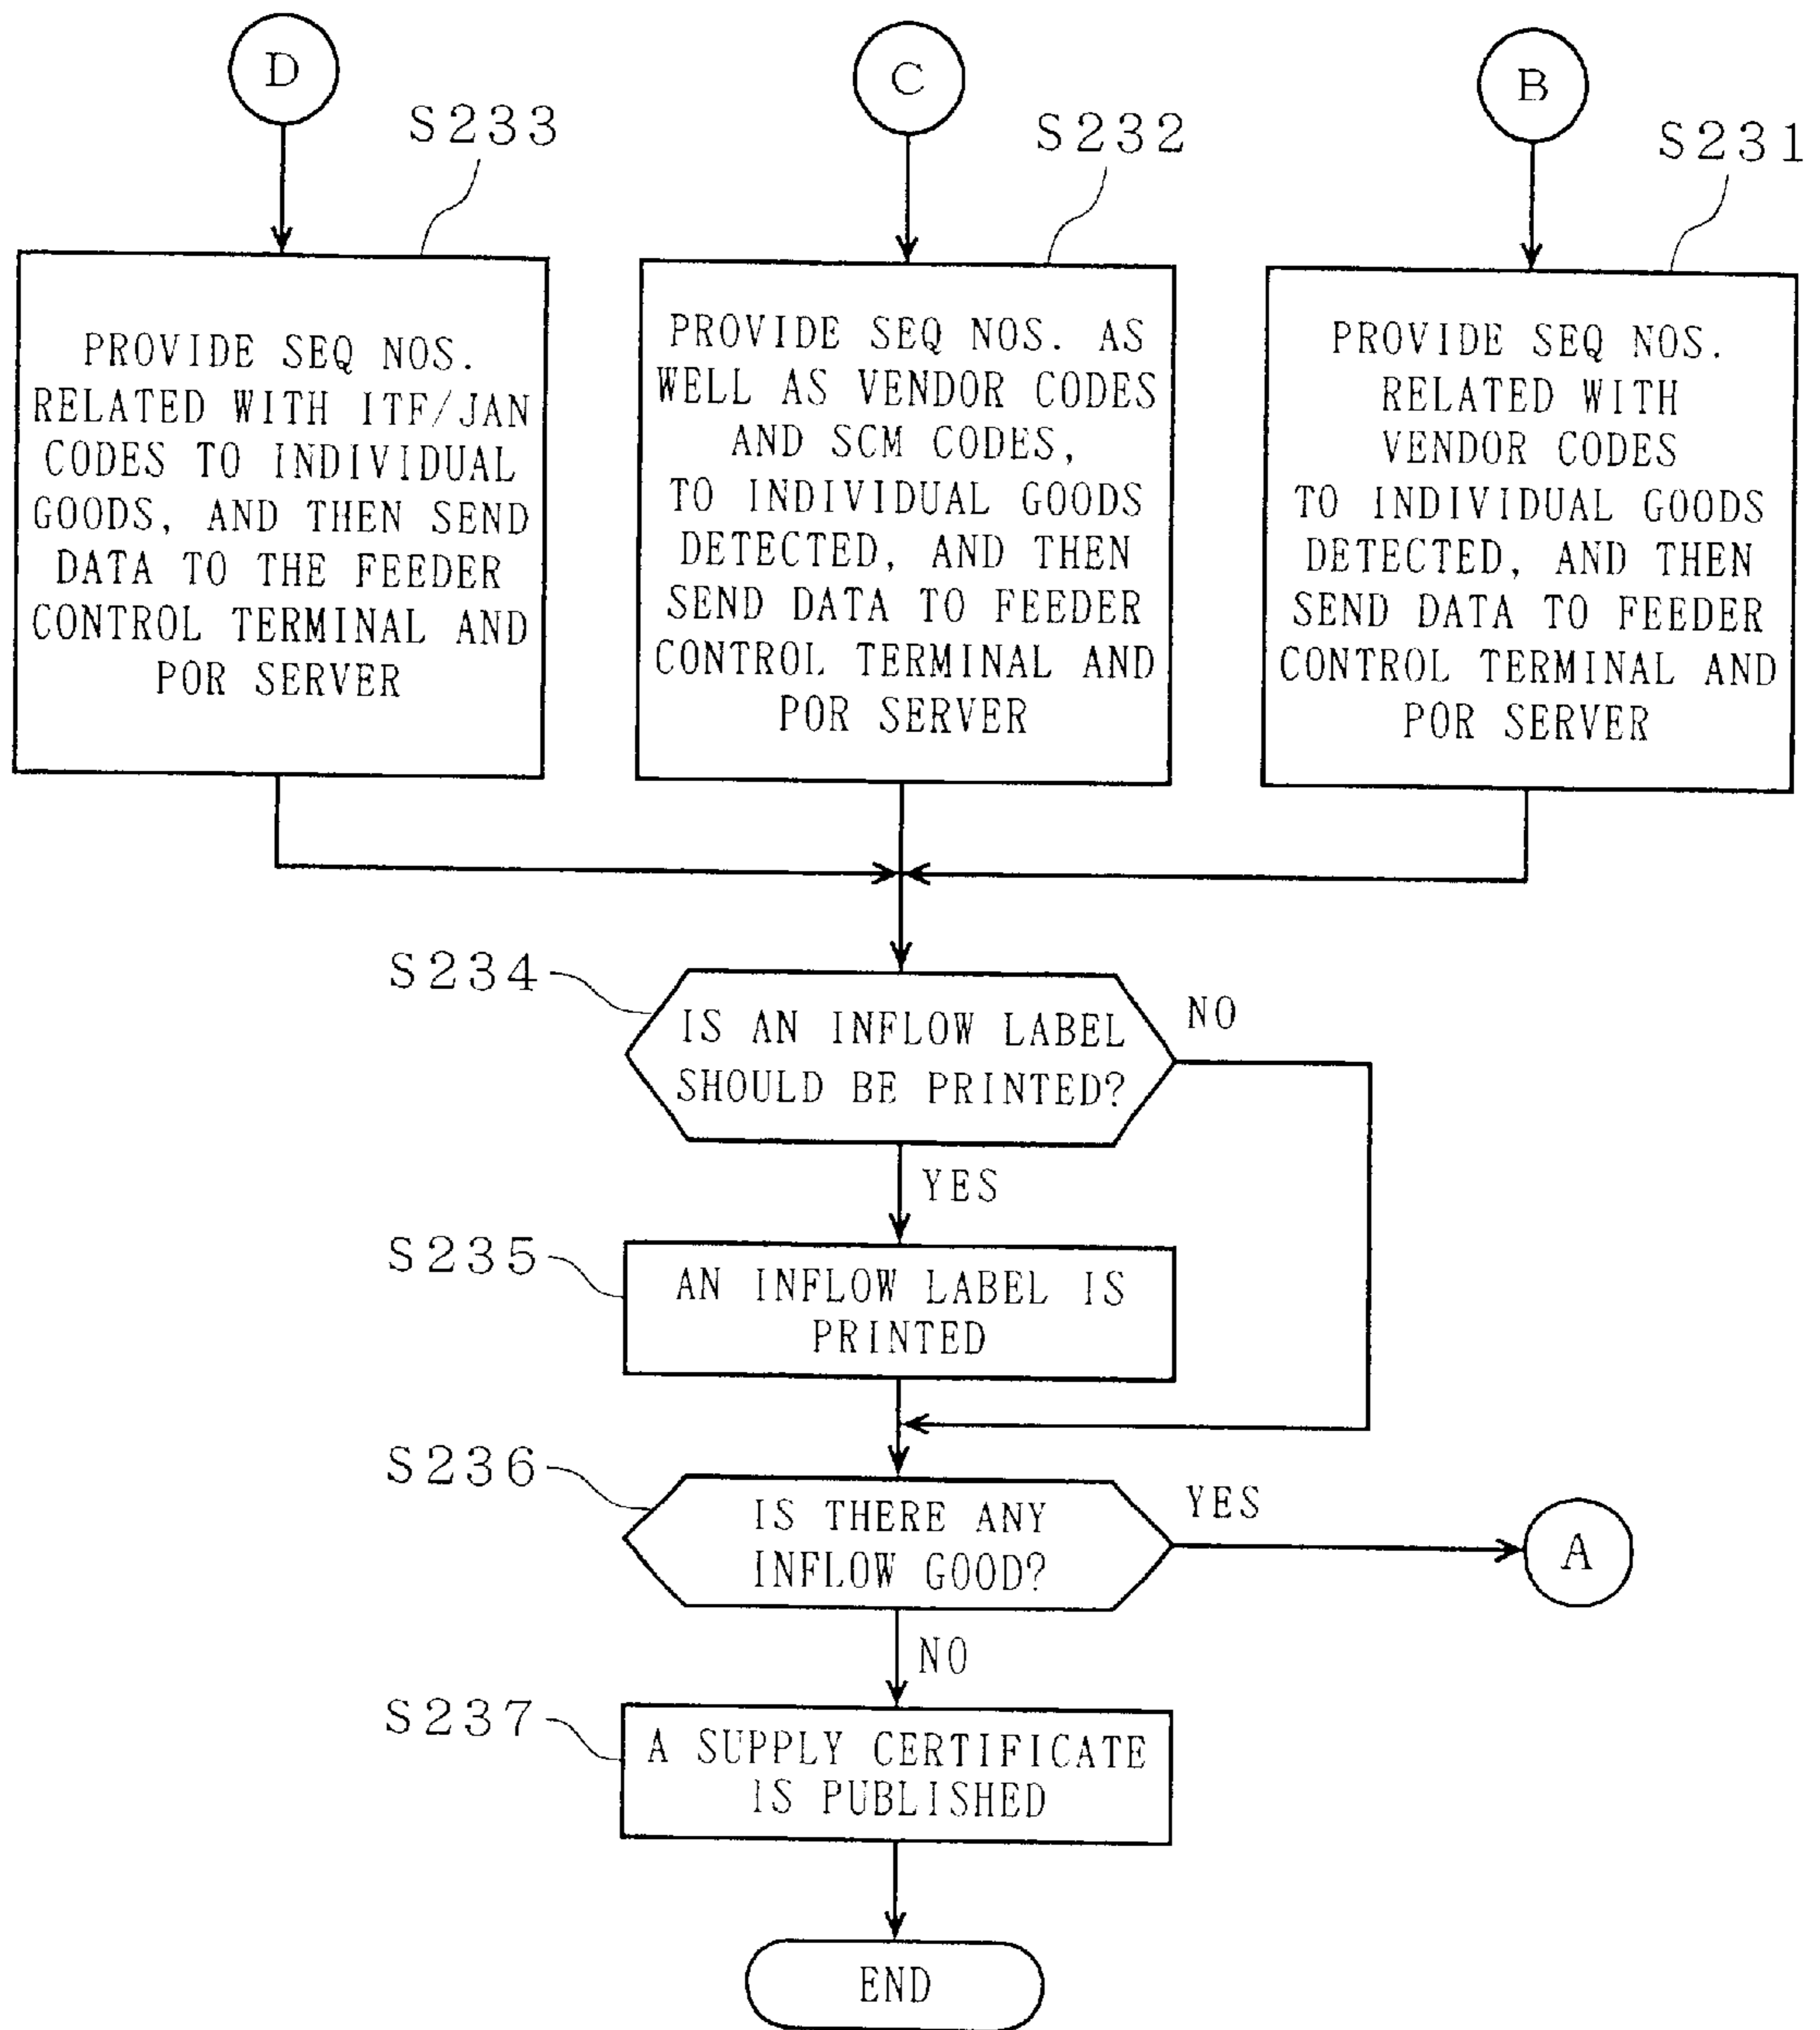 D
C
B
S233
S232
S231
PROVIDE SEQ NOS.
RELATED WITH ITF/JAN
CODES TO INDIVIDUAL
GOODS, AND THEN SEND
DATA TO THE FEEDER
CONTROL TERMINAL AND
POR SERVER
PROVIDE SEQ NOS. AS
WELL AS VENDOR CODES
AND SCM CODES,
TO INDIVIDUAL GOODS
DETECTED, AND THEN
SEND DATA TO FEEDER
CONTROL TERMINAL AND
POR SERVER
PROVIDE SEQ NOS.
RELATED WITH
VENDOR CODES
TO INDIVIDUAL GOODS
DETECTED, AND THEN
SEND DATA TO FEEDER
CONTROL TERMINAL AND
POR SERVER
S234
IS AN INFLOW LABEL
SHOULD BE PRINTED?
NO
YES
S235
AN INFLOW LABEL IS
PRINTED
S236
IS THERE ANY
INFLOW GOOD?
YES
A
NO
S237
A SUPPLY CERTIFICATE
IS PUBLISHED
END